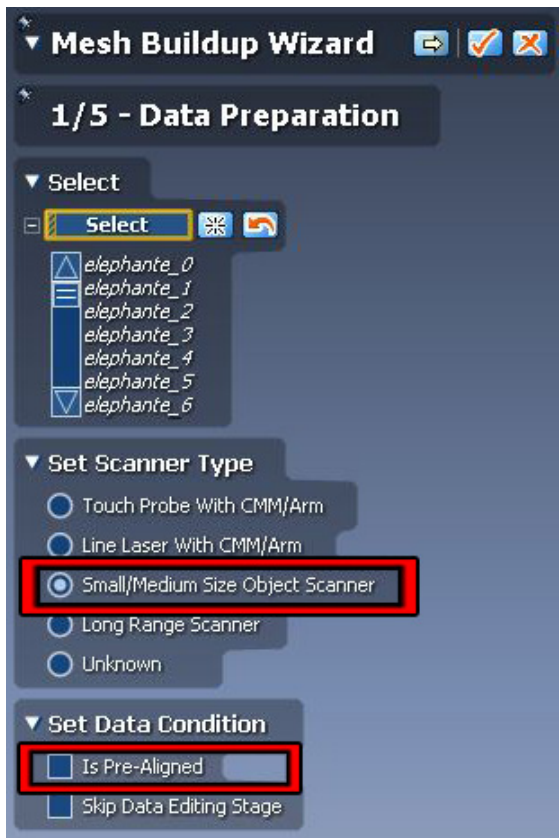 Mesh Buildup Wizard
1/5 - Data Preparation
Select
Select
elephante_0
elephante_1
elephante_2
elephante_3
elephante_4
elephante_5
elephante_6
Set Scanner Type
Touch Probe With CMM/Arm
Line Laser With CMM/Arm
Small/Medium Size Object Scanner
Long Range Scanner
Unknown
Set Data Condition
Is Pre-Aligned
Skip Data Editing Stage